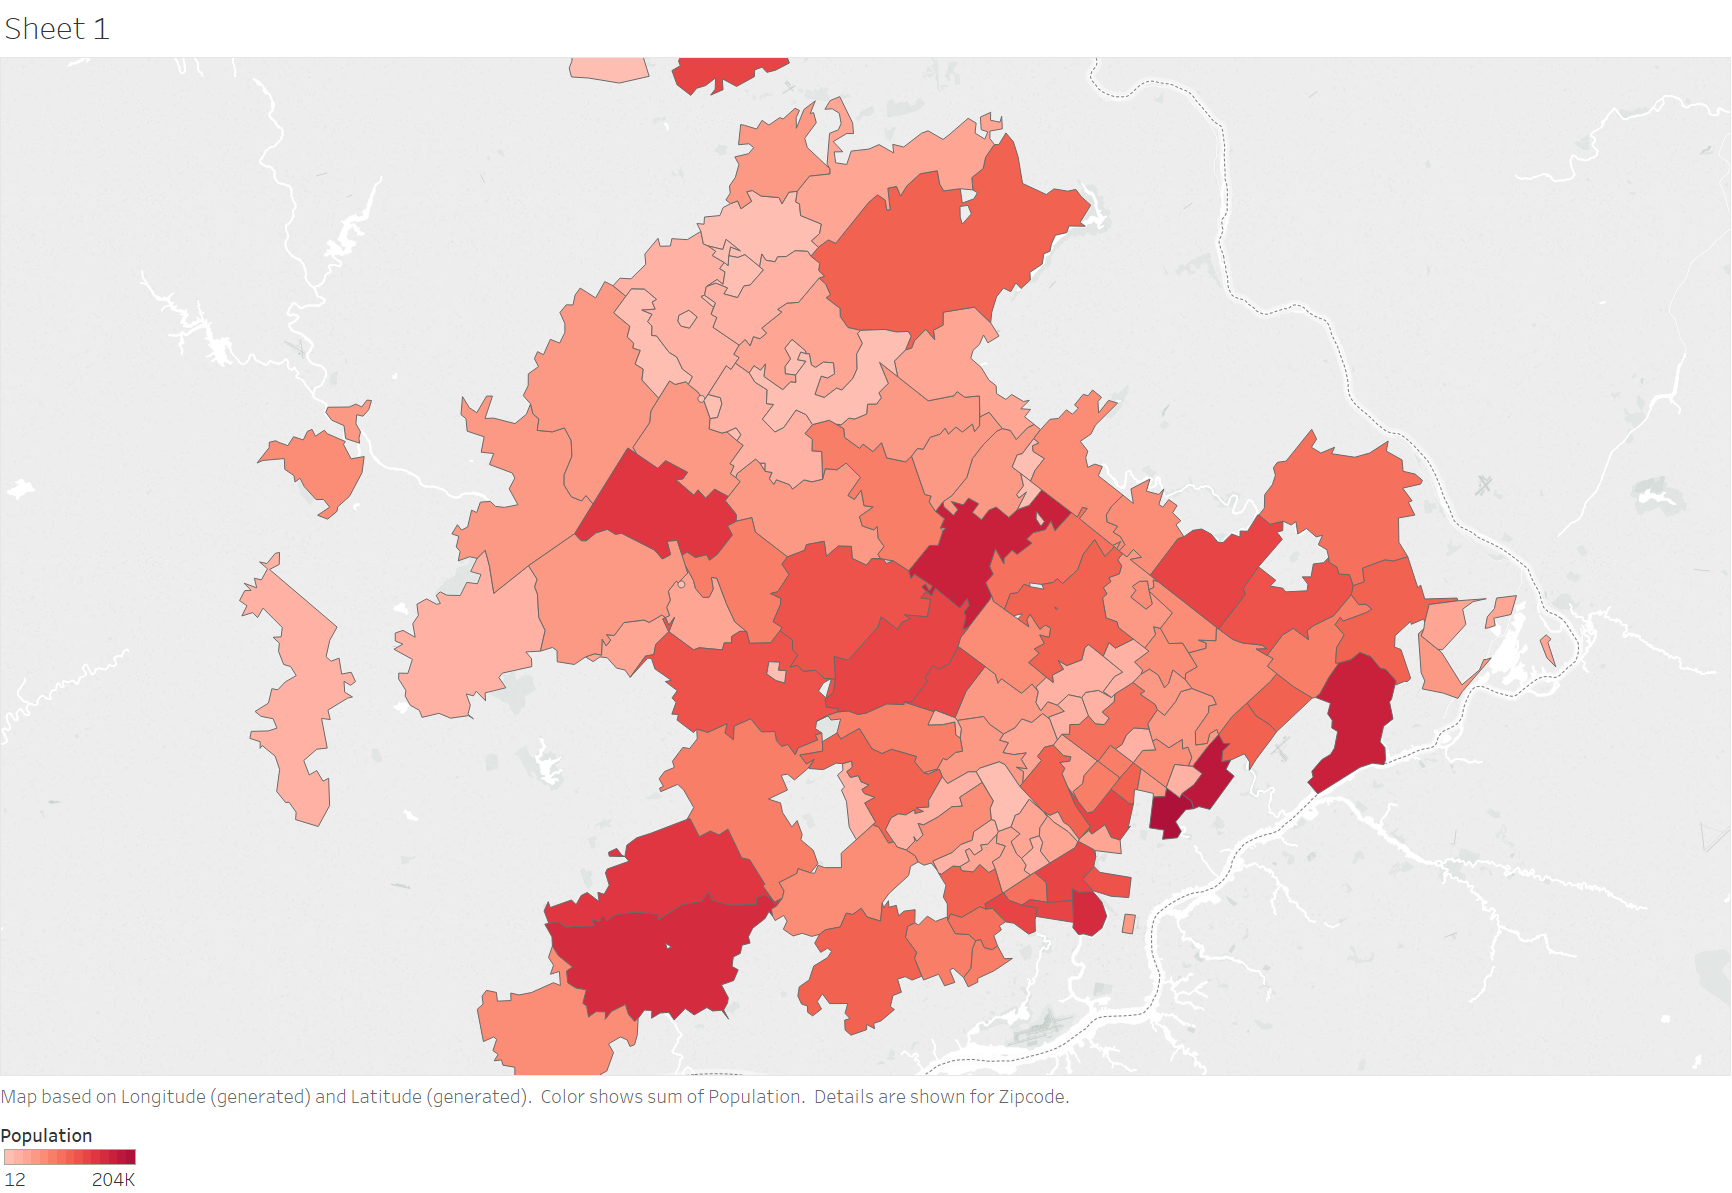 Sheet 1
Map based on Longitude (generated) and Latitude (generated). Color shows sum of Population. Details are shown for Zipcode.
Population
12 204K